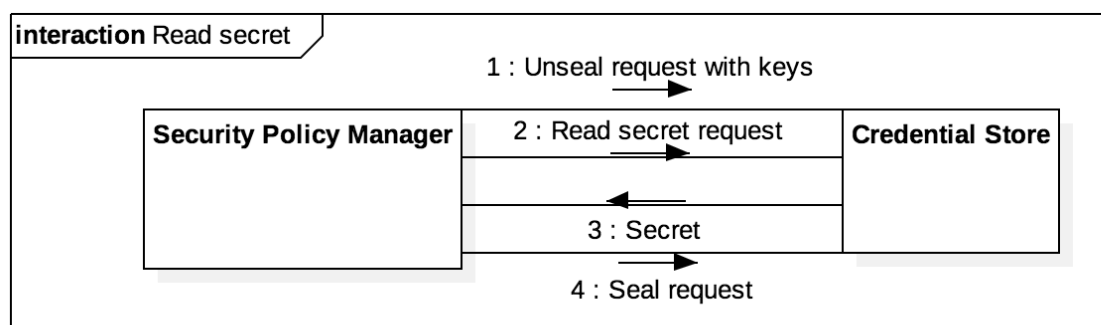 interaction Read secret
1 : Unseal request with keys
Security Policy Manager
2 : Read secret request
Credential Store
3 : Secret
4 : Seal request